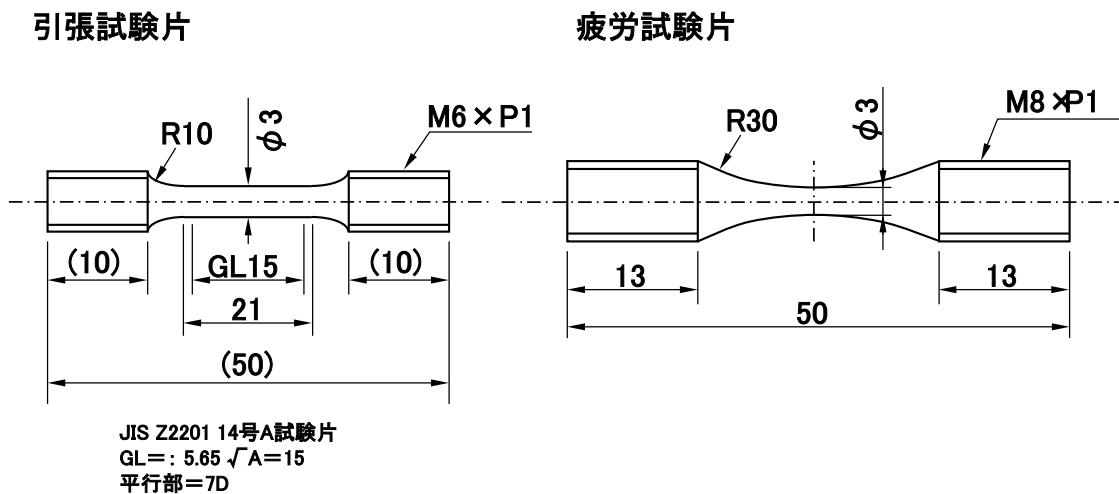 引張試験片
疲労試験片
R10
φ3
M6×P1
(10)
GL15
(10)
21
(50)
JIS Z2201 14号A試験片
GL=: 5.65 √A=15
平行部=7D
R30
φ3
M8×P1
13
13
50